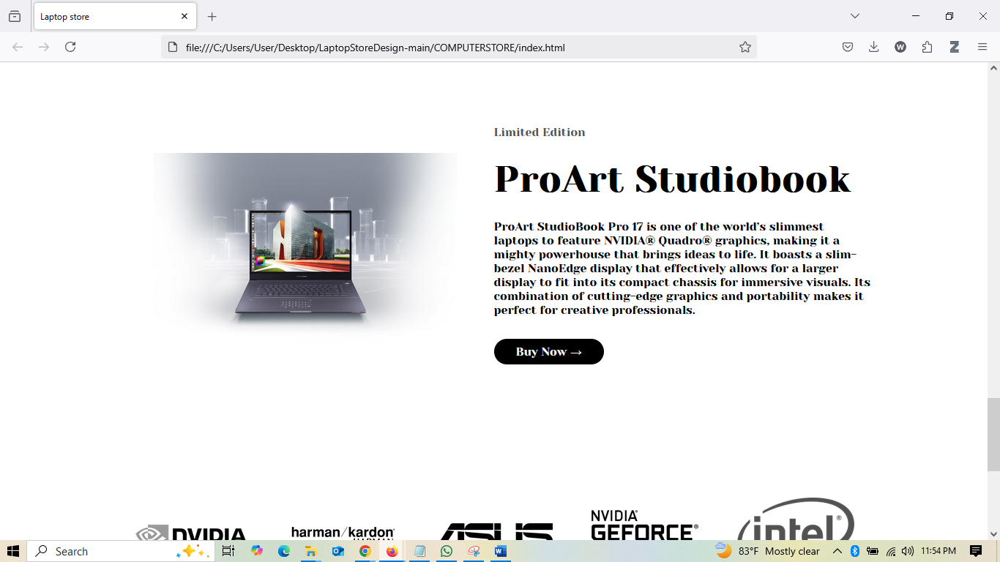 Laptop store
file:///C:/Users/User/Desktop/LaptopStoreDesign-main/COMPUTERSTORE/index.html
W
Z
Limited Edition
ProArt Studiobook
ProArt StudioBook Pro 17 is one of the world's slimmest
laptops to feature NVIDIA® Quadro® graphics, making it a
mighty powerhouse that brings ideas to life. It boasts a slim-
bezel NanoEdge display that effectively allows for a larger
display to fit into its compact chassis for immersive visuals. Its
combination of cutting-edge graphics and portability makes it
perfect for creative professionals.
Buy Now →
NVIDIA
harman/kardon®
HARMAN
ASUS
NVIDIA®
GEFORCE®
intel®
Search
83°F Mostly clear
11:54 PM